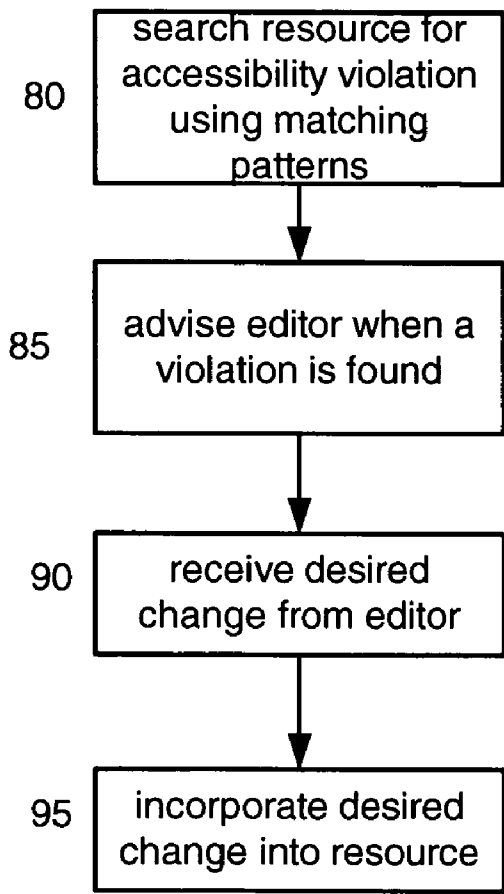 search resource for
80
accessibility violation
using matching
patterns
85
advise editor when a
violation is found
90
receive desired
change from editor
95
incorporate desired
change into resource